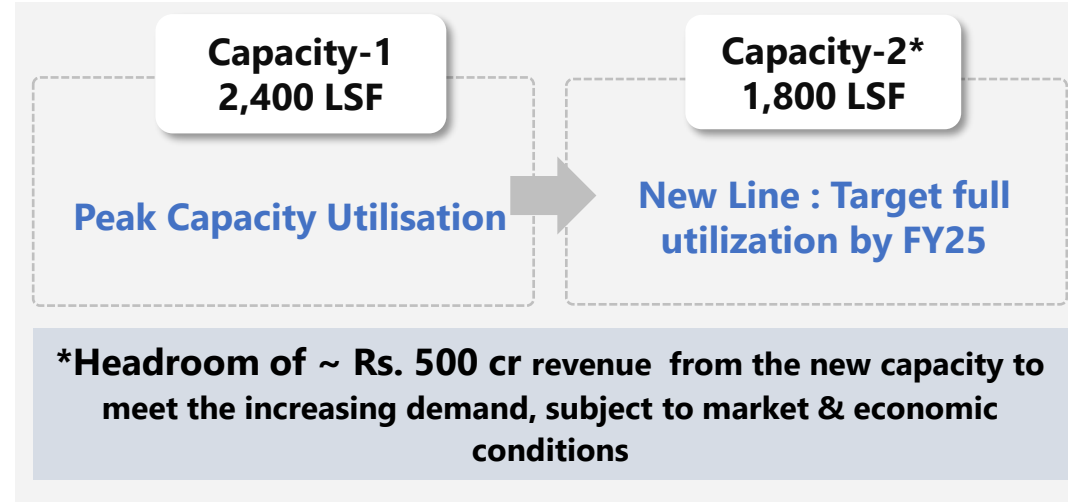 Capacity-1
2,400 LSF
Peak Capacity Utilisation
Capacity-2*
1,800 LSF
New Line : Target full
utilization by FY25
*Headroom of ~ Rs. 500 cr revenue from the new capacity to
meet the increasing demand, subject to market & economic
conditions